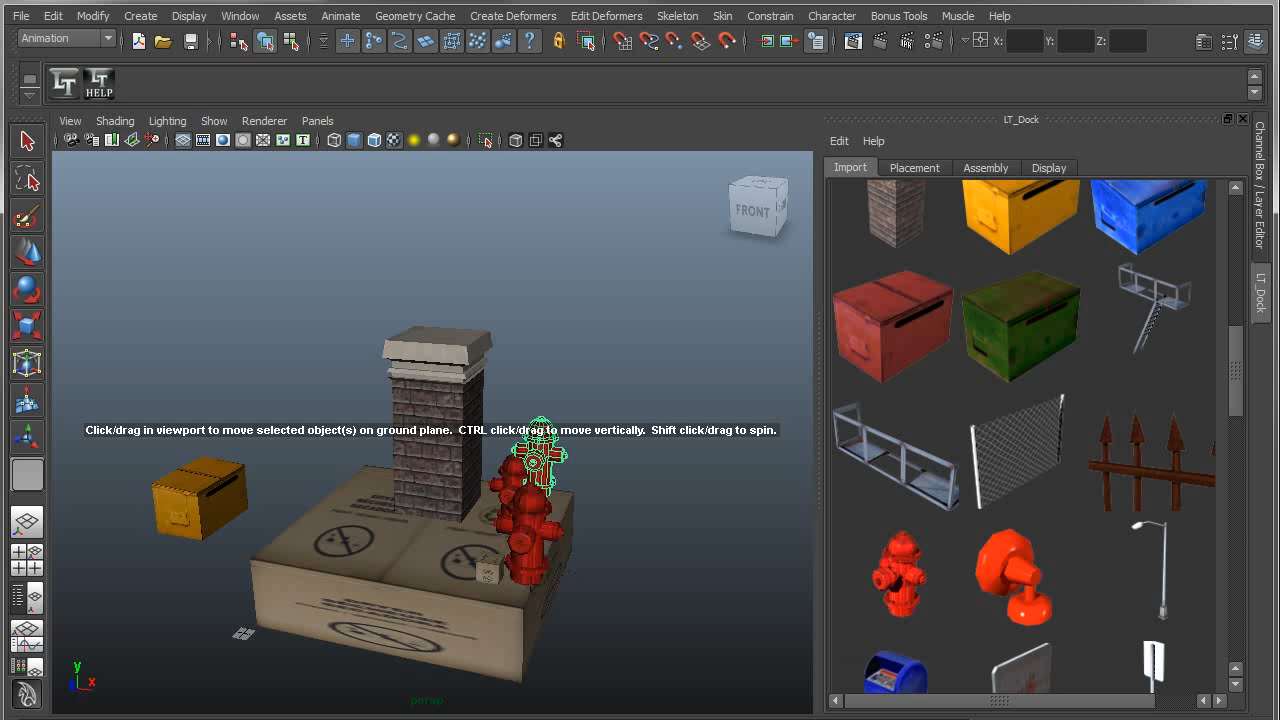 File Edit Modify Create Display Window Assets Animate Geometry Cache Create Deformers Edit Deformers Skeleton Skin Constrain Character Bonus Tools Muscle Help
Animation X: Y: Z:
LT LT
HELP
View Shading Lighting Show Renderer Panels
LT_Dock
Edit Help
Import Placement Assembly Display
Channel Box / Layer Editor
LT_Dock
FRONT
Click/drag in viewport to move selected object(s) on ground plane. CTRL click/drag to move vertically. Shift click/drag to spin.
y
x
persp